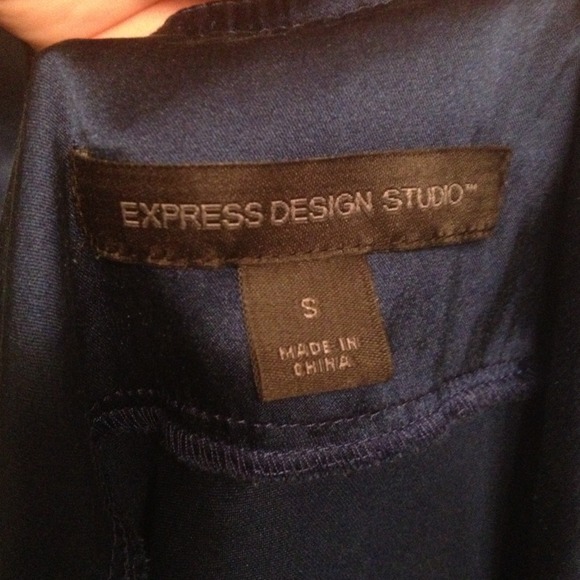 EXPRESS DESIGN STUDIO™
S
MADE IN
CHINA